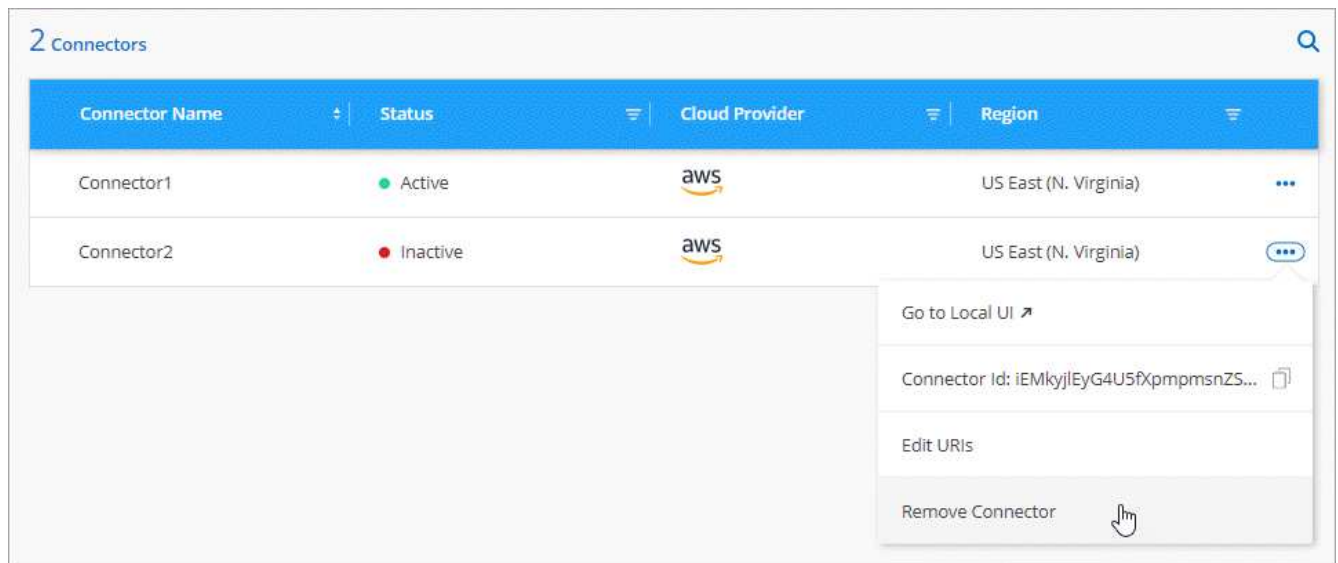 2 Connectors
Connector Name Status Cloud Provider Region
Connector1 Active aws US East (N. Virginia) •••
Connector2 Inactive aws US East (N. Virginia) •••
Go to Local UI
Connector Id: iEMkyjlEyG4U5fXpmpmsnZS...
Edit URIs
Remove Connector